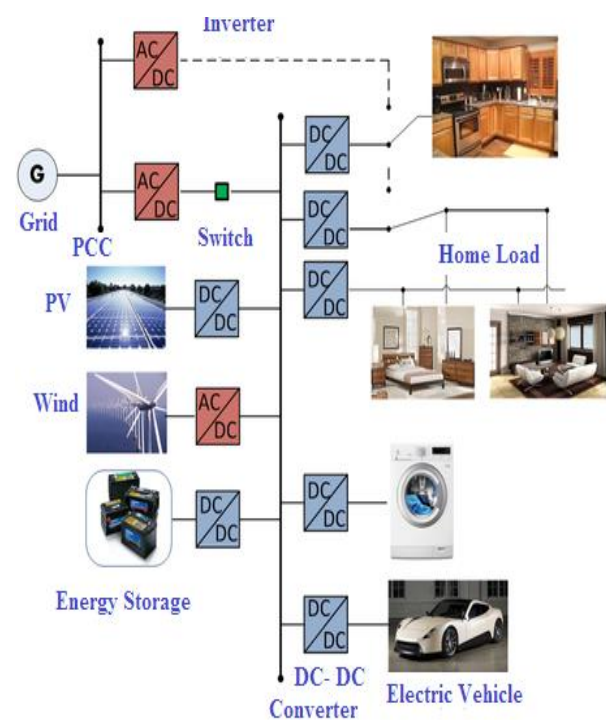 Inverter
AC
DC
G
AC
DC
Grid
PCC
Switch
DC
DC
DC
DC
Home Load
DC
DC
PV
DC
DC
Wind
AC
DC
DC
DC
DC
DC
Energy Storage
DC
DC
DC- DC
Converter
Electric Vehicle